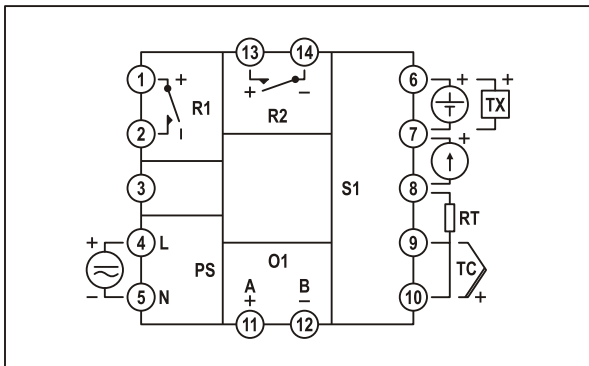 13 14
1 + 6 + +
R1 + − TX
2 − R2 7
+
3 S1 8
RT
+ 4 L O1 9
PS A B TC
− 5 N + − 10 +
11 12